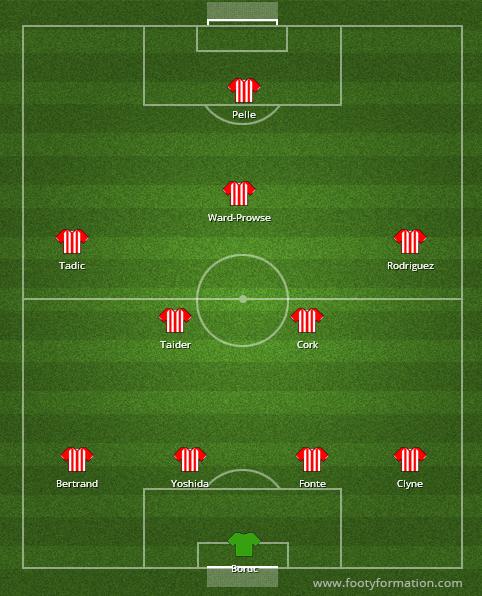 Pelle
Ward-Prowse
Tadic
Rodriguez
Taider
Cork
Bertrand
Yoshida
Fonte
Clyne
Boruc
www.footyformation.com